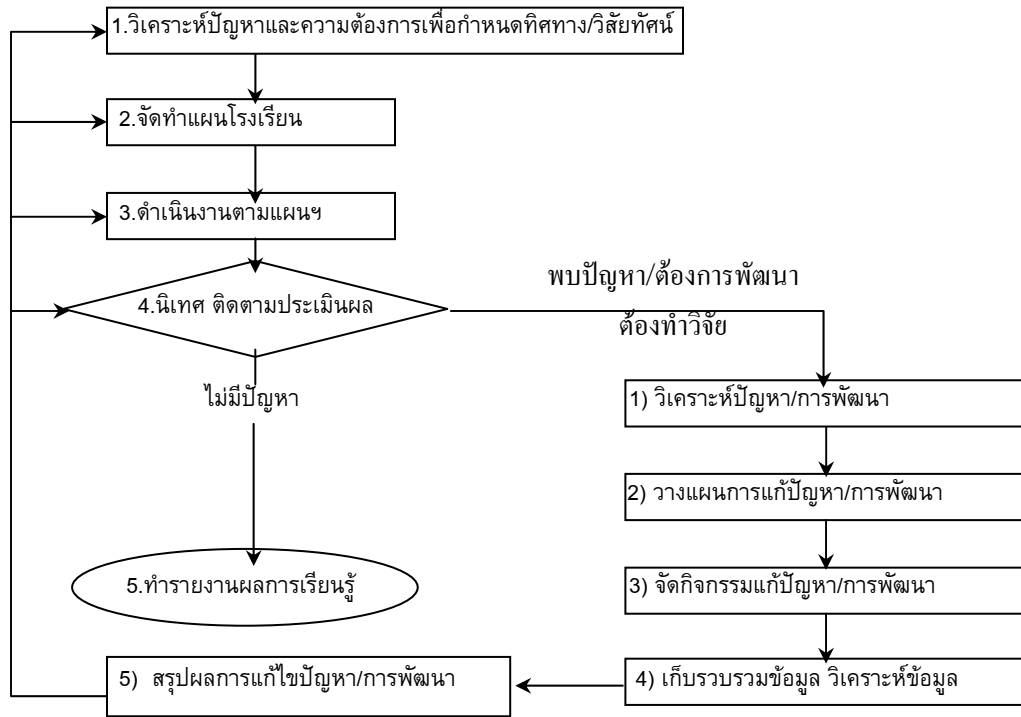 1.วิเคราะห์ปัญหาและความต้องการเพื่อกำหนดทิศทาง/วิสัยทัศน์
2.จัดทำแผนโรงเรียน
3.ดำเนินงานตามแผนฯ
4.นิเทศ ติดตามประเมินผล
พบปัญหา/ต้องการพัฒนา
ต้องทำวิจัย
ไม่มีปัญหา
1) วิเคราะห์ปัญหา/การพัฒนา
2) วางแผนการแก้ปัญหา/การพัฒนา
3) จัดกิจกรรมแก้ปัญหา/การพัฒนา
5.ทำรายงานผลการเรียนรู้
4) เก็บรวบรวมข้อมูล วิเคราะห์ข้อมูล
5) สรุปผลการแก้ไขปัญหา/การพัฒนา